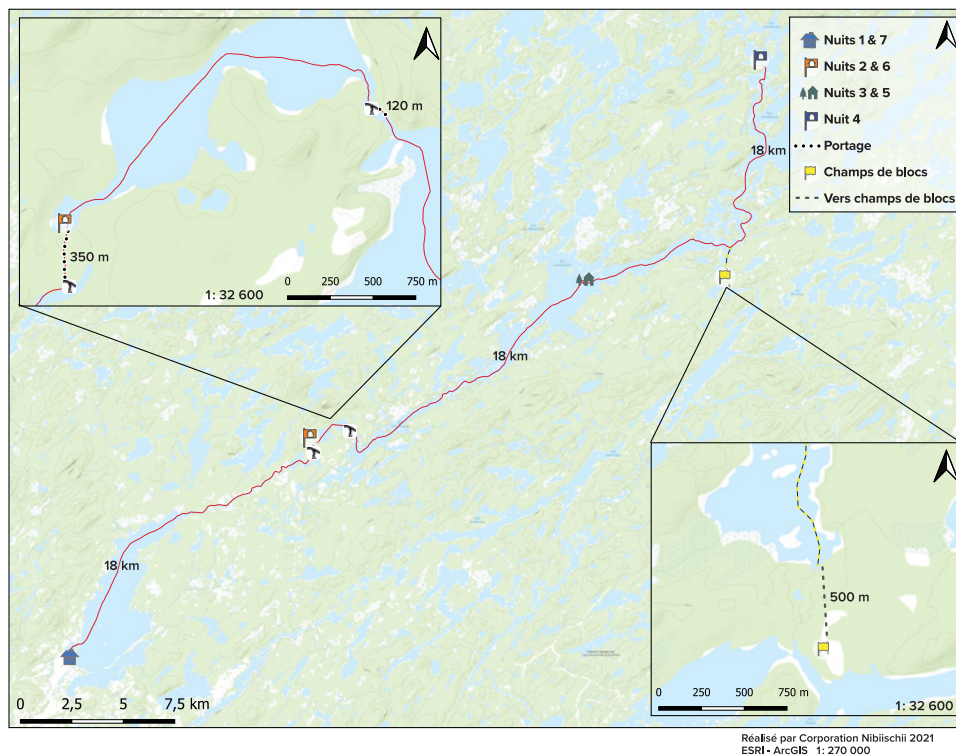 120 m
350 m
1: 32 600
0 250 500 750 m
Nuits 1 & 7
Nuits 2 & 6
Nuits 3 & 5
Nuit 4
Portage
Champs de blocs
Vers champs de blocs
18 km
18 km
18 km
500 m
0 250 500 750 m
1: 32 600
0 2,5 5 7,5 km
Réalisé par Corporation Nibiischii 2021
ESRI - ArcGIS 1: 270 000